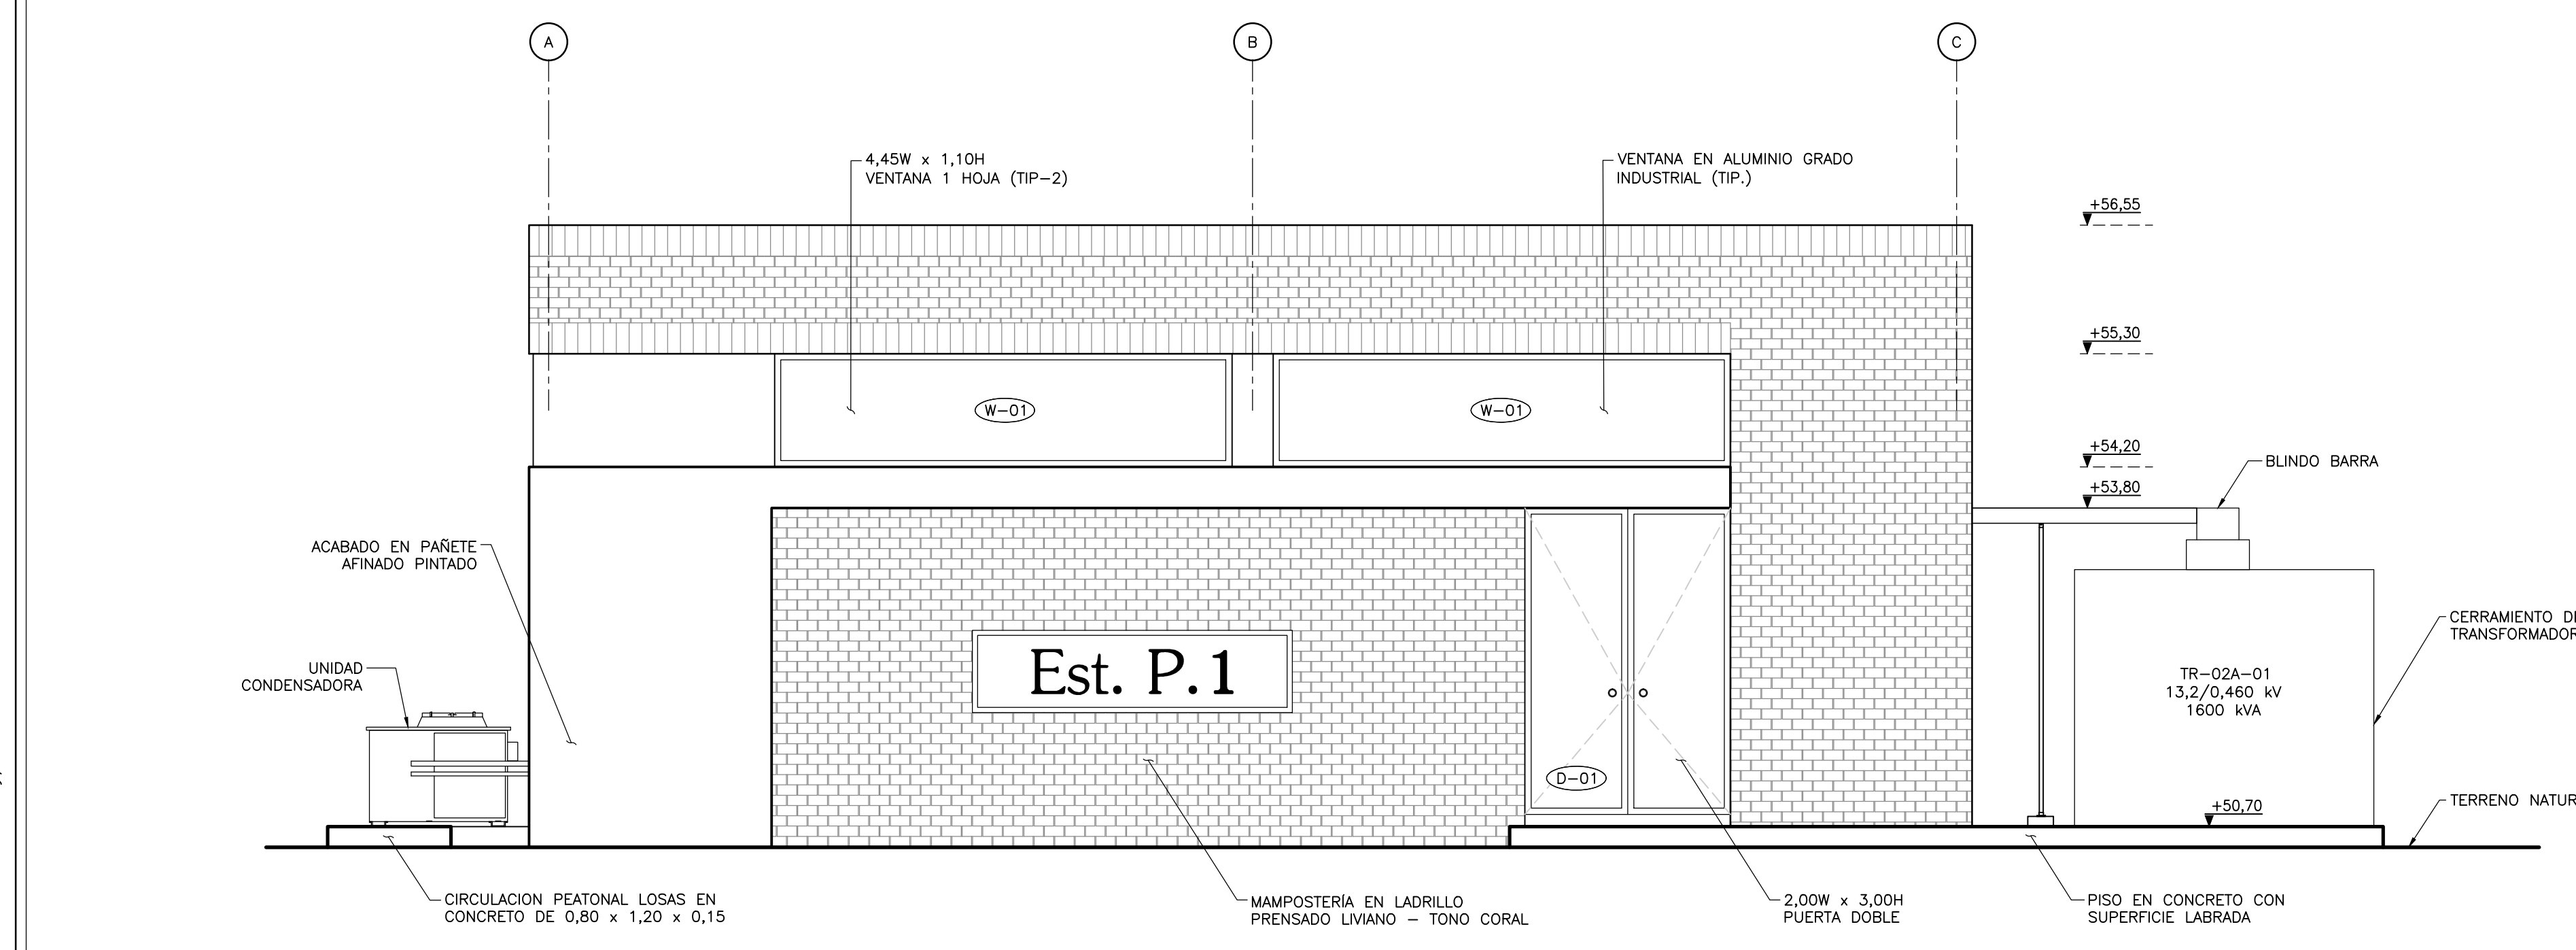 A
B
C
4,45W x 1,10H
VENTANA 1 HOJA (TIP-2)
VENTANA EN ALUMINIO GRADO
INDUSTRIAL (TIP.)
+56,55
+55,30
W-01
W-01
+54,20
BLINDO BARRA
+53,80
ACABADO EN PAÑETE
AFINADO PINTADO
CERRAMIENTO
TRANSFORMADOR
UNIDAD
CONDENSADORA
Est. P.1
TR-02A-01
13,2/0,460 kV
1600 kVA
D-01
+50,70
TERRENO
CIRCULACION PEATONAL LOSAS EN
CONCRETO DE 0,80 x 1,20 x 0,15
MAMPOSTERÍA EN LADRILLO
PRENSADO LIVIANO - TONO CORAL
2,00W x 3,00H
PUERTA DOBLE
PISO EN CONCRETO CON
SUPERFICIE LABRADA